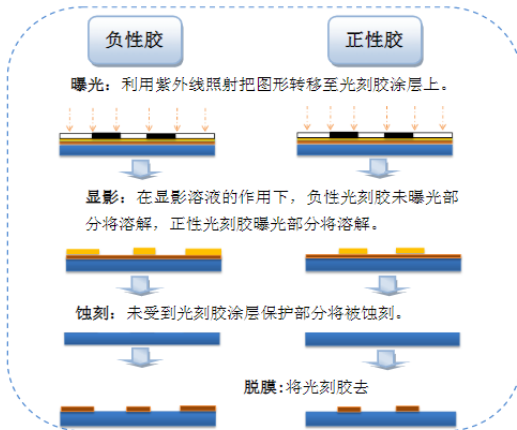 负性胶
正性胶
曝光：利用紫外线照射把图形转移至光刻胶涂层上。
显影：在显影溶液的作用下，负性光刻胶未曝光部
分将溶解，正性光刻胶曝光部分将溶解。
蚀刻：未受到光刻胶涂层保护部分将被蚀刻。
脱膜:将光刻胶去